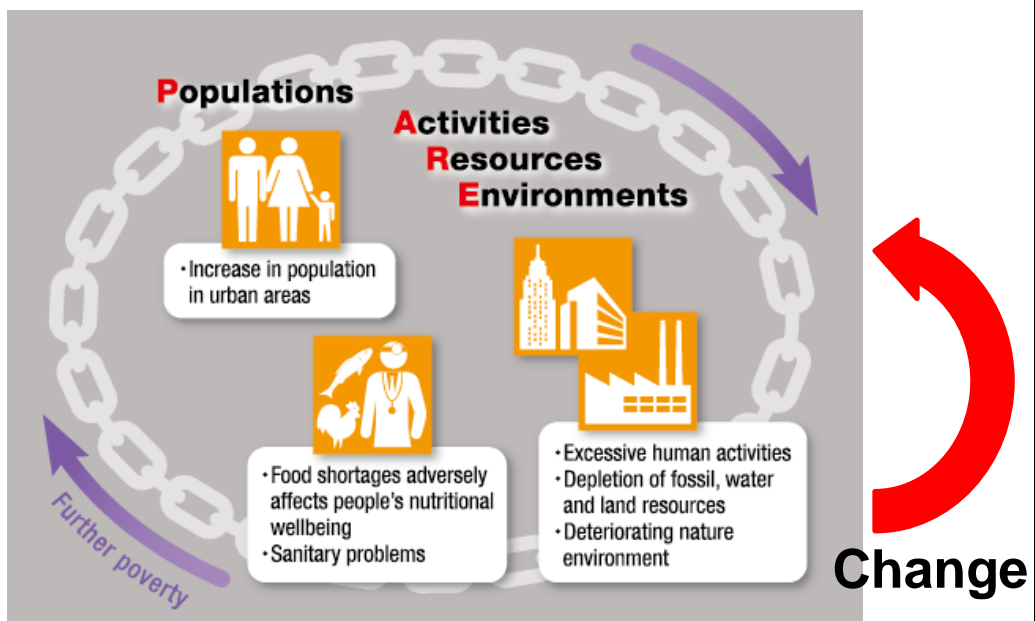 Populations
Activities
Resources
Environments
・Increase in population
in urban areas
・Food shortages adversely
affects people's nutritional
wellbeing
・Sanitary problems
・Excessive human activities
・Depletion of fossil, water
and land resources
・Deteriorating nature
environment
Further poverty
Change